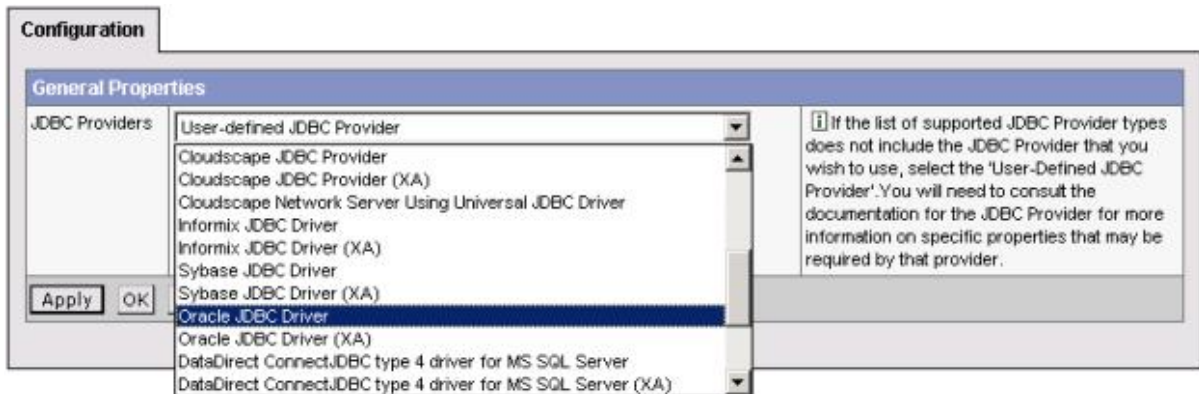 Configuration
General Properties
JDBC Providers
User-defined JDBC Provider
Cloudscape JDBC Provider
Cloudscape JDBC Provider (XA)
Cloudscape Network Server Using Universal JDBC Driver
Informix JDBC Driver
Informix JDBC Driver (XA)
Sybase JDBC Driver
Sybase JDBC Driver (XA)
Oracle JDBC Driver
Oracle JDBC Driver (XA)
DataDirect ConnectJDBC type 4 driver for MS SQL Server
DataDirect ConnectJDBC type 4 driver for MS SQL Server (XA)
i If the list of supported JDBC Provider types
does not include the JDBC Provider that you
wish to use, select the 'User-Defined JDBC
Provider'.You will need to consult the
documentation for the JDBC Provider for more
information on specific properties that may be
required by that provider.
Apply OK